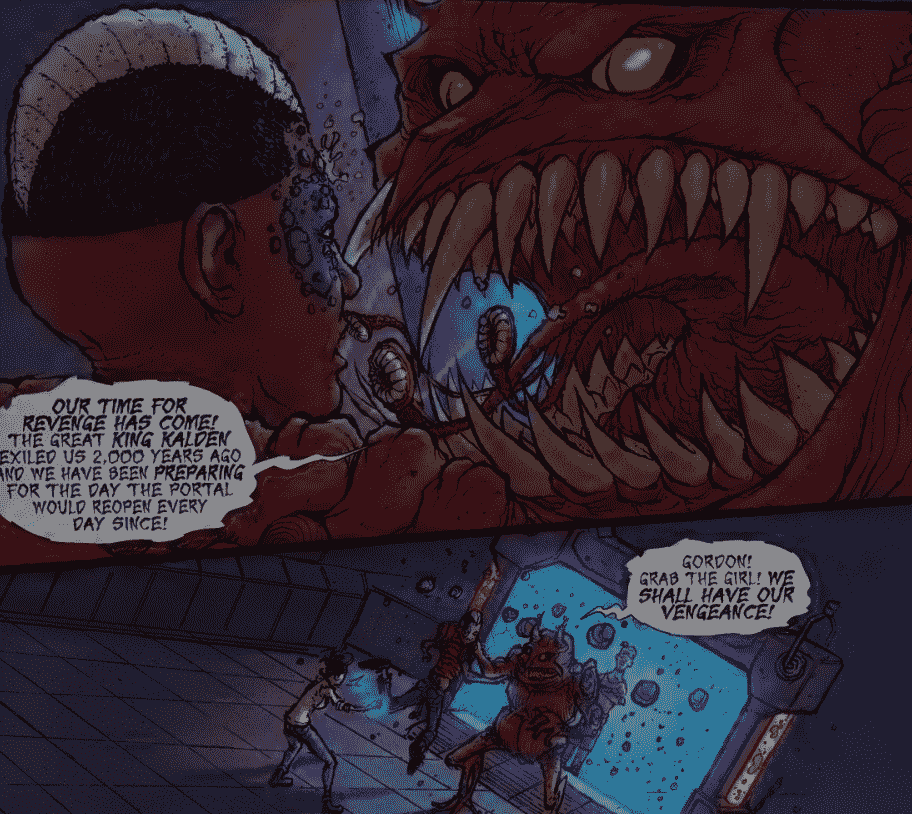 OUR TIME FOR
REVENGE HAS COME!
THE GREAT KING KALDEN
EXILED US 2,000 YEARS AGO
AND WE HAVE BEEN PREPARING
FOR THE DAY THE PORTAL
WOULD REOPEN EVERY
DAY SINCE!
GORDON!
GRAB THE GIRL! WE
SHALL HAVE OUR
VENGEANCE!